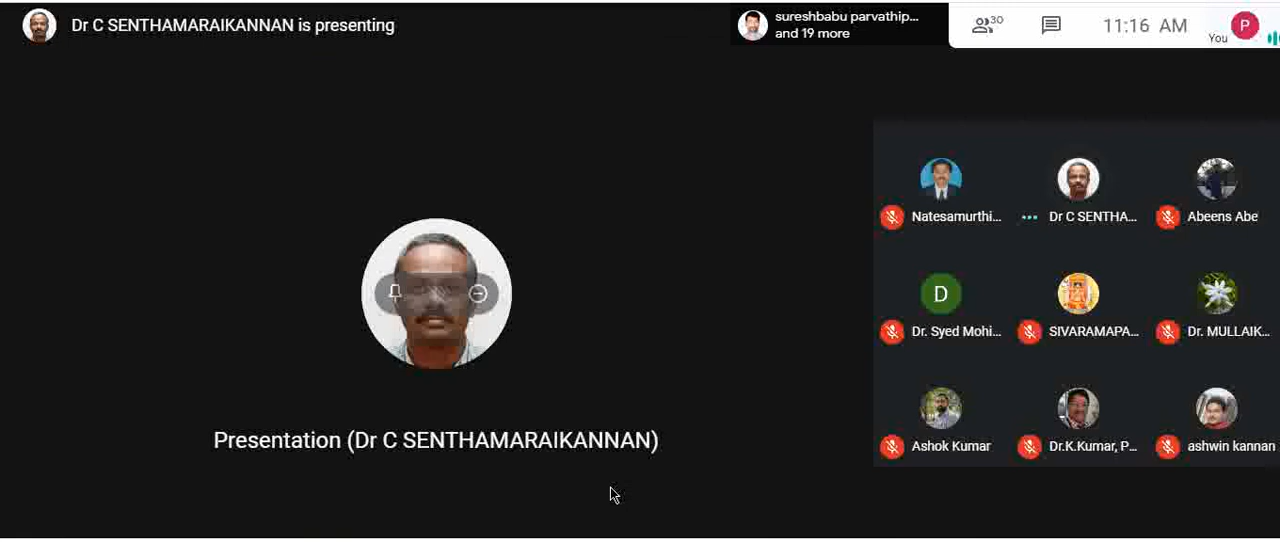 Dr C SENTHAMARAIKANNAN is presenting
sureshbabu parvathip...
and 19 more
30
11:16 AM
You
P
Natesamurthi...
Dr C SENTHA...
Abeens Abe
D
Dr. Syed Mohi...
SIVARAMAPA...
Dr. MULLAIK...
Ashok Kumar
Dr.K.Kumar, P...
ashwin kannan
Presentation (Dr C SENTHAMARAIKANNAN)